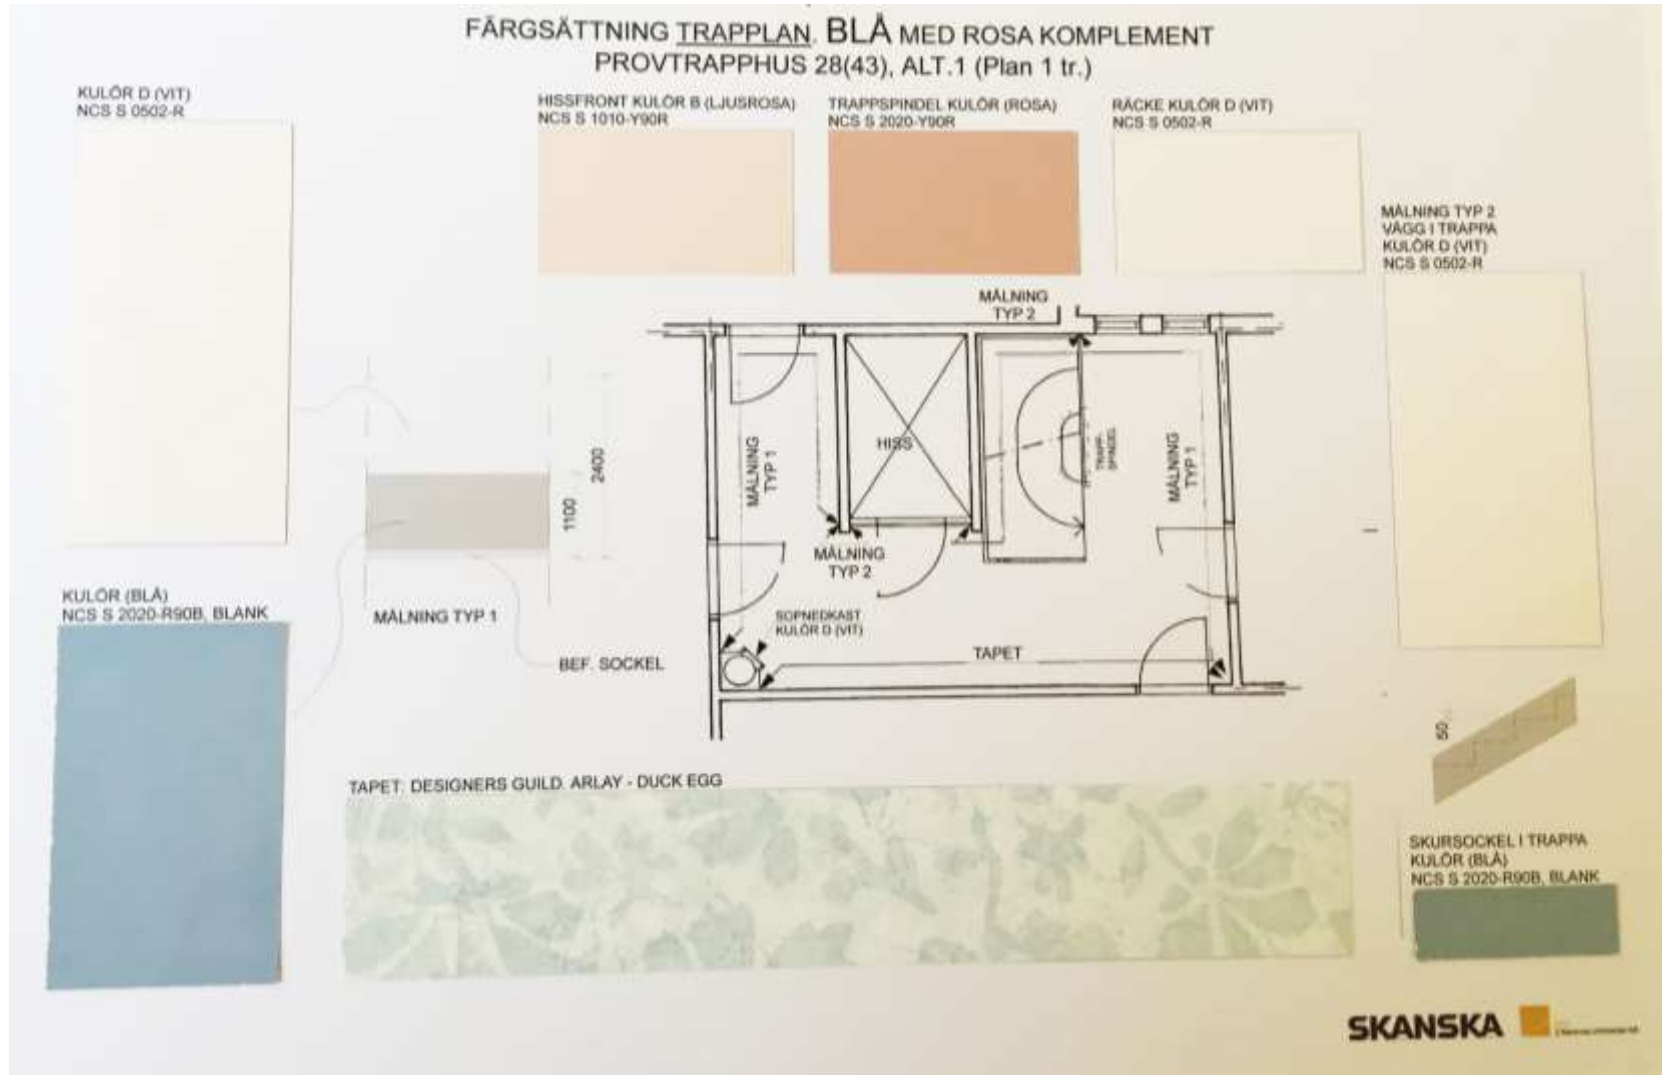 FÄRGSÄTTNING TRAPPLAN. BLÅ MED ROSA KOMPLEMENT
PROVTRAPPHUS 28(43), ALT.1 (Plan 1 tr.)
KULÖR D (VIT)
NCS S 0502-R
HISSFRONT KULÖR B (LJUSROSA)
NCS S 1010-Y90R
TRAPPSPINDEL KULÖR (ROSA)
NCS S 2020-Y90R
RÄCKE KULÖR D (VIT)
NCS S 0502-R
MÅLNING TYP 2
VÄGG I TRAPPA
KULÖR D (VIT)
NCS S 0502-R
MÅLNING
TYP 2
HISS
MÅLNING
TYP 1
TRAPP-
SPINDEL
MÅLNING
TYP 1
2400
1100
MÅLNING
TYP 2
KULÖR (BLÅ)
NCS S 2020-R90B, BLANK
MÅLNING TYP 1
SOPNEDKAST
KULÖR D (VIT)
BEF. SOCKEL
TAPET
50
TAPET: DESIGNERS GUILD. ARLAY - DUCK EGG
SKURSOCKEL I TRAPPA
KULÖR (BLÅ)
NCS S 2020-R90B, BLANK
SKANSKA